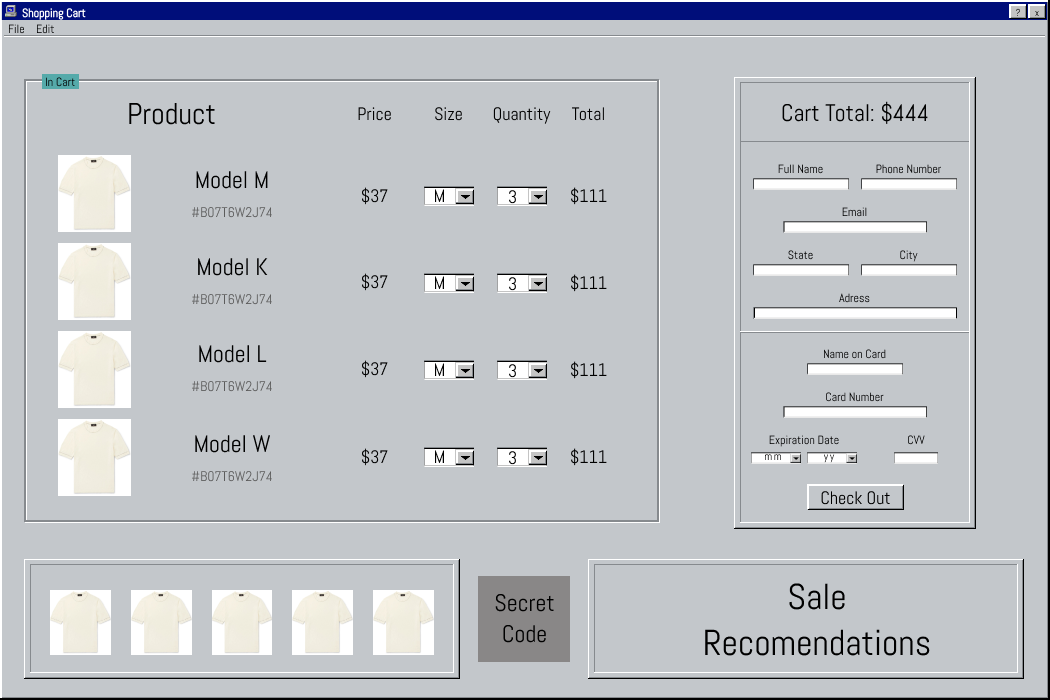 Shopping Cart
? x
File Edit
In Cart
Product Price Size Quantity Total
Model M
#B07T6W2J74
$37 M 3 $111
Model K
#B07T6W2J74
$37 M 3 $111
Model L
#B07T6W2J74
$37 M 3 $111
Model W
#B07T6W2J74
$37 M 3 $111
Cart Total: $444
Full Name Phone Number
Email
State City
Adress
Name on Card
Card Number
Expiration Date CVV
mm yy
Check Out
Secret
Code
Sale
Recomendations